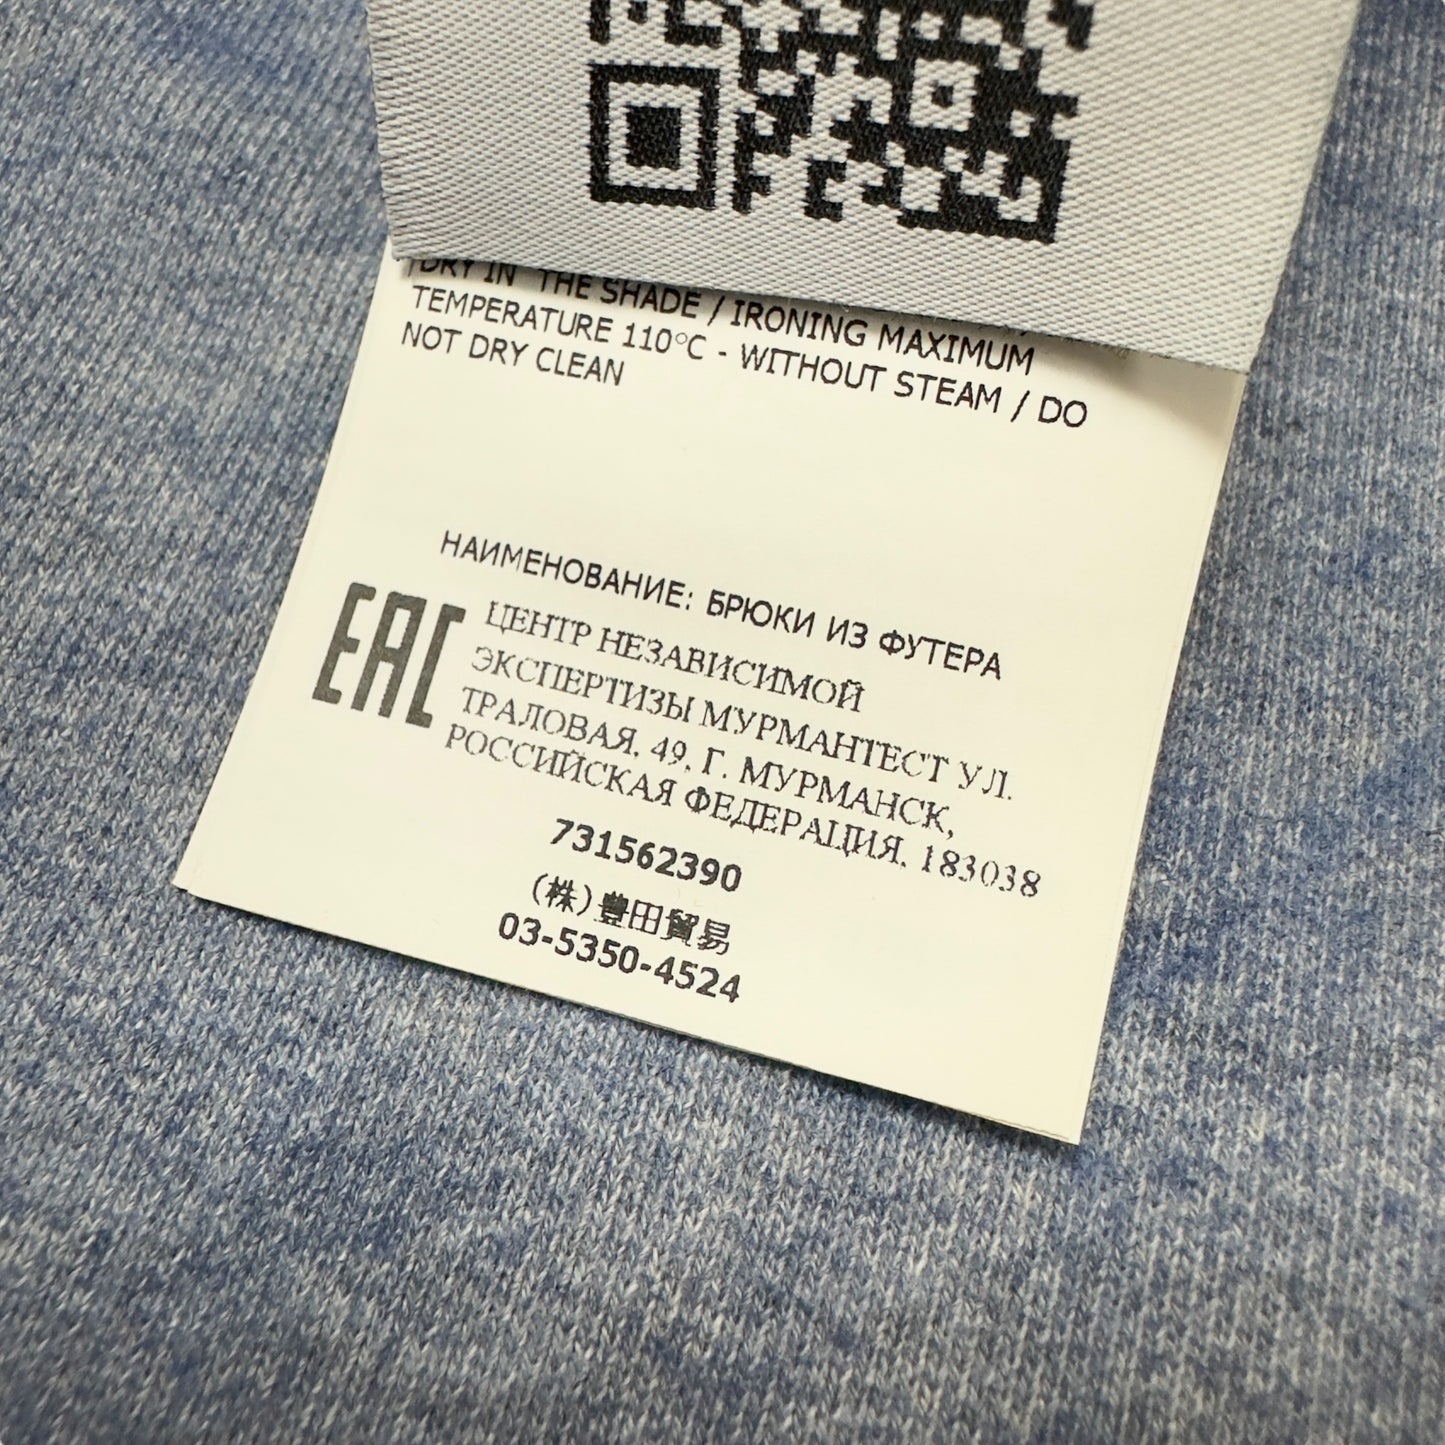 DRY IN THE SHADE / IRONING MAXIMUM
TEMPERATURE 110°C - WITHOUT STEAM / DO
NOT DRY CLEAN
НАИМЕНОВАНИЕ: БРЮКИ ИЗ ФУТЕРА
EAC
ЦЕНТР НЕЗАВИСИМОЙ
ЭКСПЕРТИЗЫ МУРМАНТЕСТ УЛ.
ТРАЛОВАЯ, 49, Г. МУРМАНСК,
РОССИЙСКАЯ ФЕДЕРАЦИЯ, 183038
731562390
(株)豊田貿易
03-5350-4524